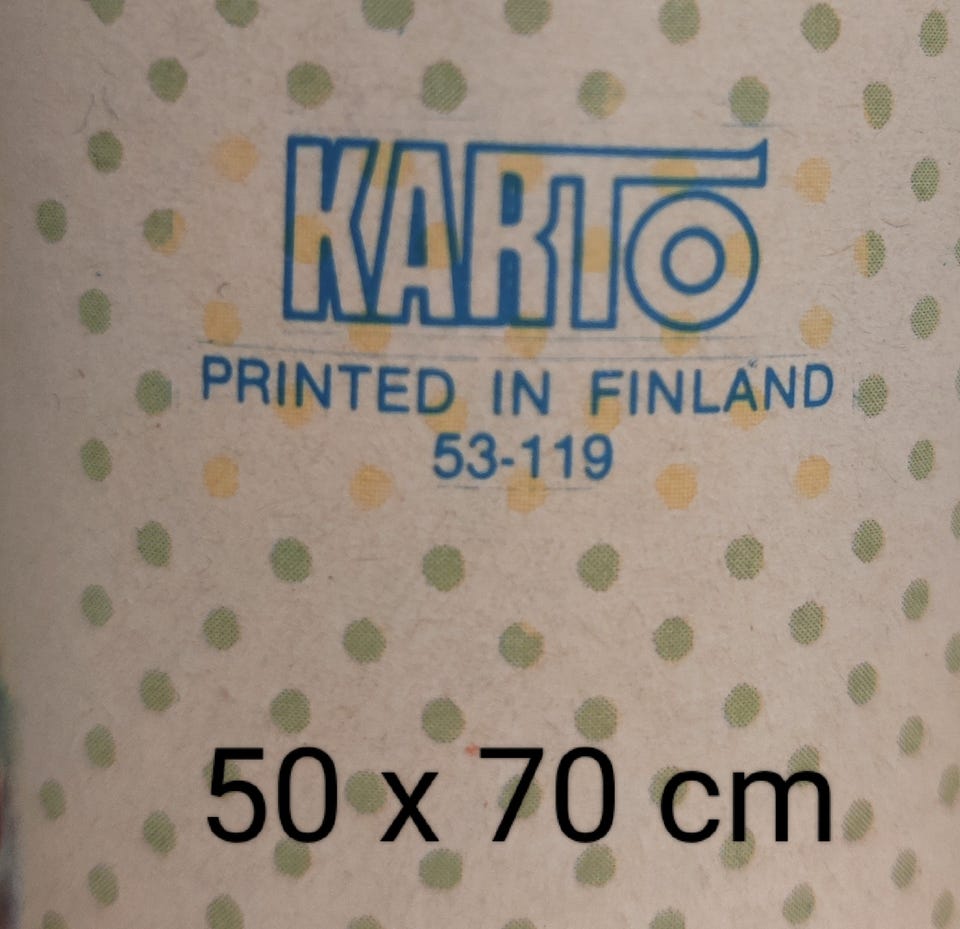 KARTO
PRINTED IN FINLAND
53-119
50 x 70 cm